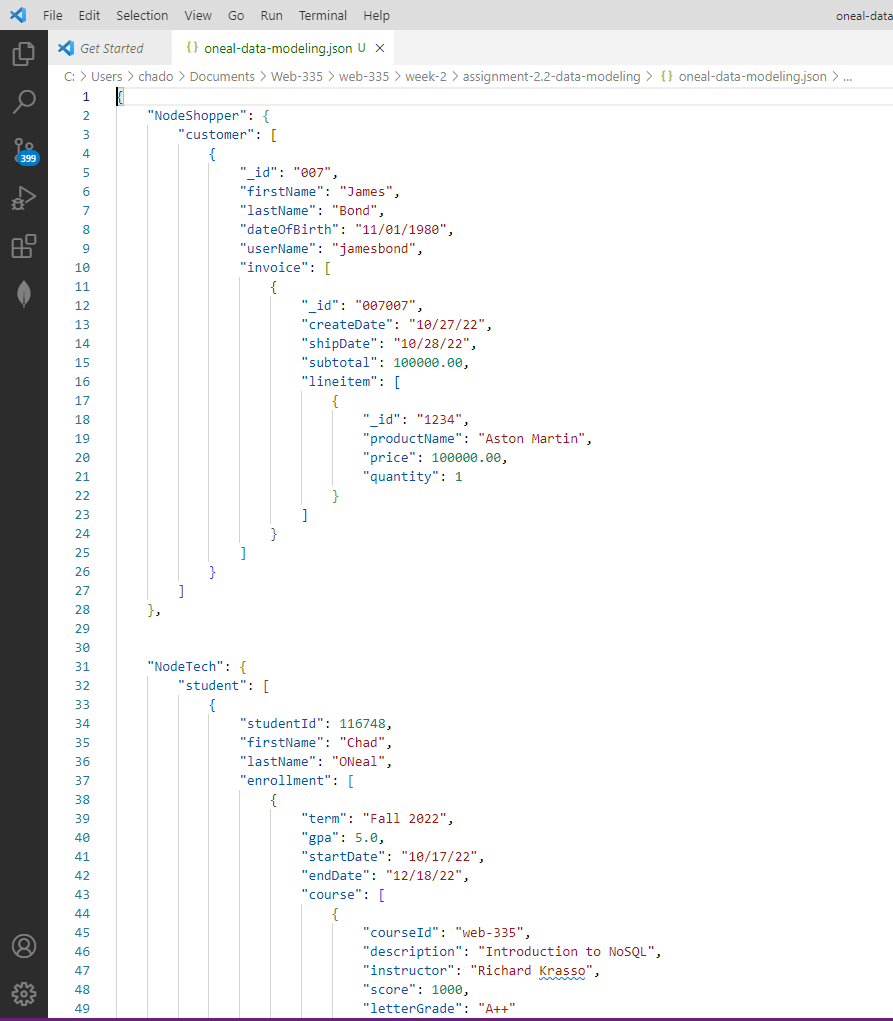 File Edit Selection View Go Run Terminal Help oneal-data
Get Started {} oneal-data-modeling.json U ×
C: > Users > chado > Documents > Web-335 > web-335 > week-2 > assignment-2.2-data-modeling > {} oneal-data-modeling.json > ...
399
1 {
2 "NodeShopper": {
3 "customer": [
4 {
5 "_id": "007",
6 "firstName": "James",
7 "lastName": "Bond",
8 "dateOfBirth": "11/01/1980",
9 "userName": "jamesbond",
10 "invoice": [
11 {
12 "_id": "007007",
13 "createDate": "10/27/22",
14 "shipDate": "10/28/22",
15 "subtotal": 100000.00,
16 "lineitem": [
17 {
18 "_id": "1234",
19 "productName": "Aston Martin",
20 "price": 100000.00,
21 "quantity": 1
22 }
23 ]
24 }
25 ]
26 }
27 ]
28 },
29
30
31 "NodeTech": {
32 "student": [
33 {
34 "studentId": 116748,
35 "firstName": "Chad",
36 "lastName": "ONeal",
37 "enrollment": [
38 {
39 "term": "Fall 2022",
40 "gpa": 5.0,
41 "startDate": "10/17/22",
42 "endDate": "12/18/22",
43 "course": [
44 {
45 "courseId": "web-335",
46 "description": "Introduction to NoSQL",
47 "instructor": "Richard Krasso",
48 "score": 1000,
49 "letterGrade": "A++"